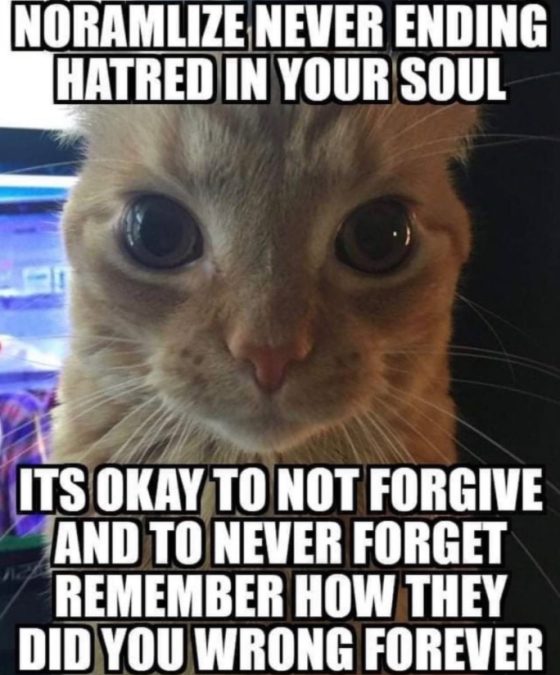 NORAMLIZE NEVER ENDING
HATRED IN YOUR SOUL
ITS OKAY TO NOT FORGIVE
AND TO NEVER FORGET
REMEMBER HOW THEY
DID YOU WRONG FOREVER